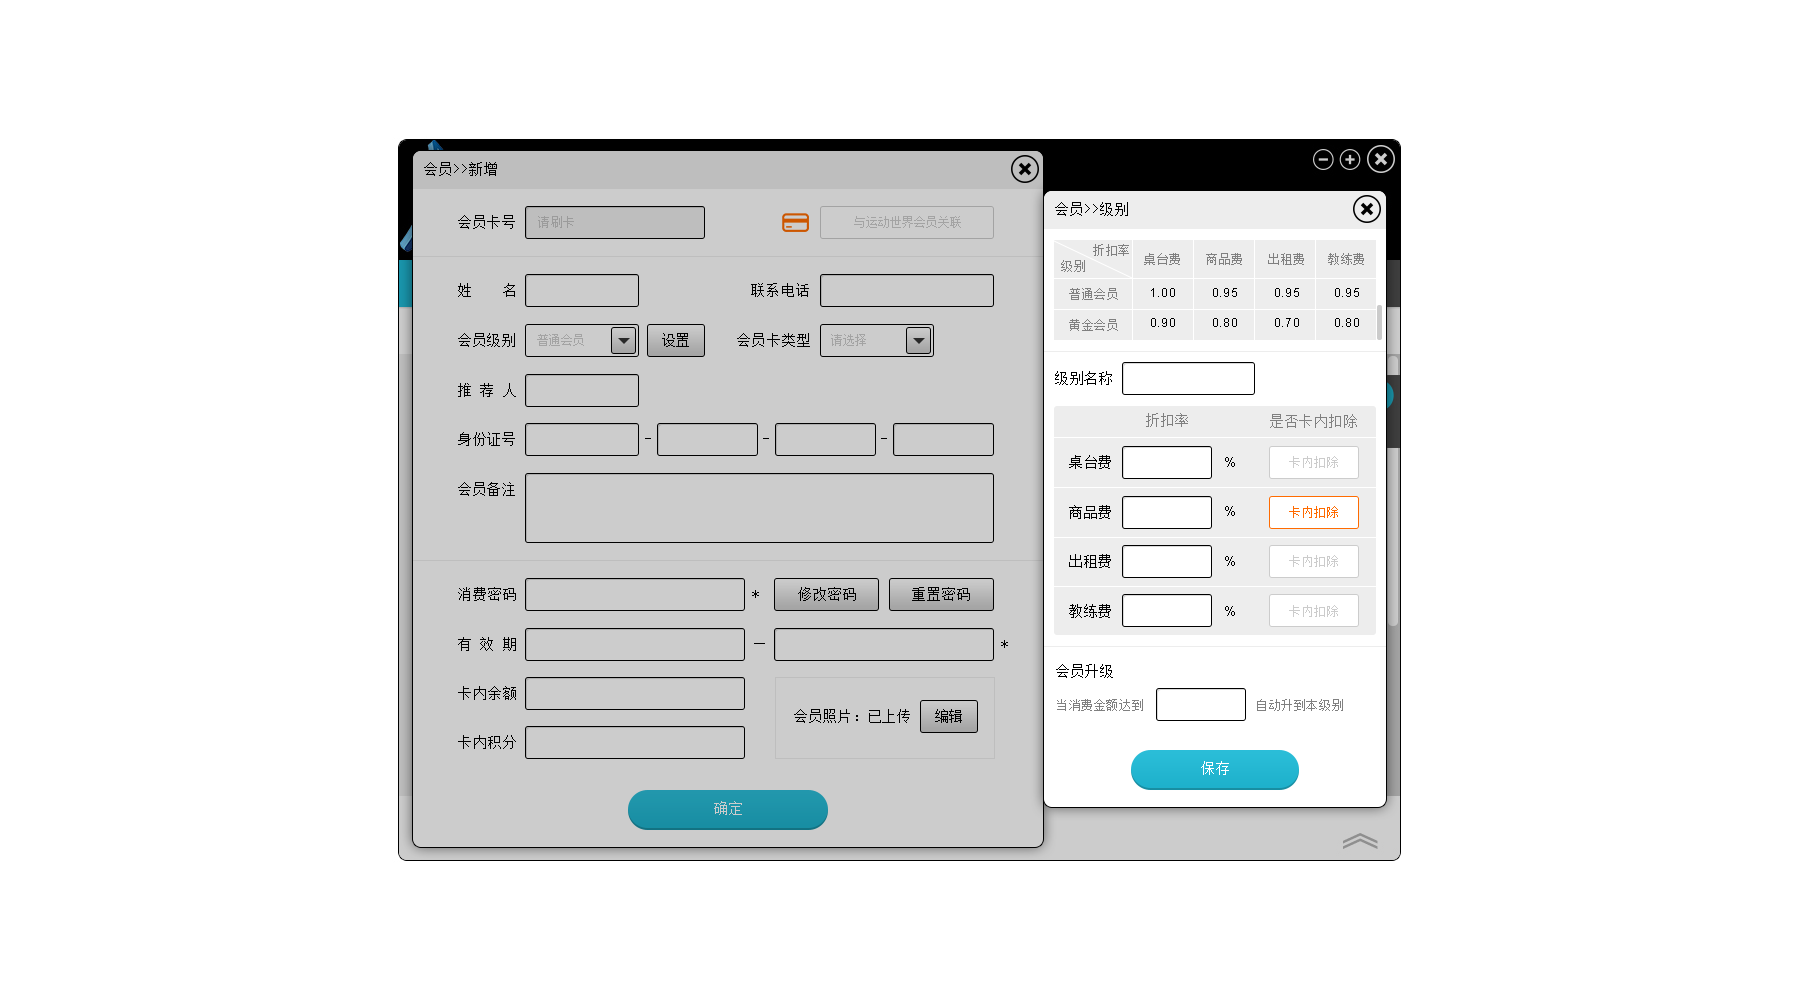 会员>>新增
会员卡号 请刷卡 与运动世界会员关联
姓 名 联系电话
会员级别 普通会员 设置 会员卡类型 请选择
推 荐 人
身份证号 - - -
会员备注
消费密码 * 修改密码 重置密码
有 效 期 — *
卡内余额
会员照片：已上传 编辑
卡内积分
确定
会员>>级别
折扣率 级别 桌台费 商品费 出租费 教练费
普通会员 1.00 0.95 0.95 0.95
黄金会员 0.90 0.80 0.70 0.80
级别名称
折扣率 是否卡内扣除
桌台费 % 卡内扣除
商品费 % 卡内扣除
出租费 % 卡内扣除
教练费 % 卡内扣除
会员升级
当消费金额达到 自动升到本级别
保存